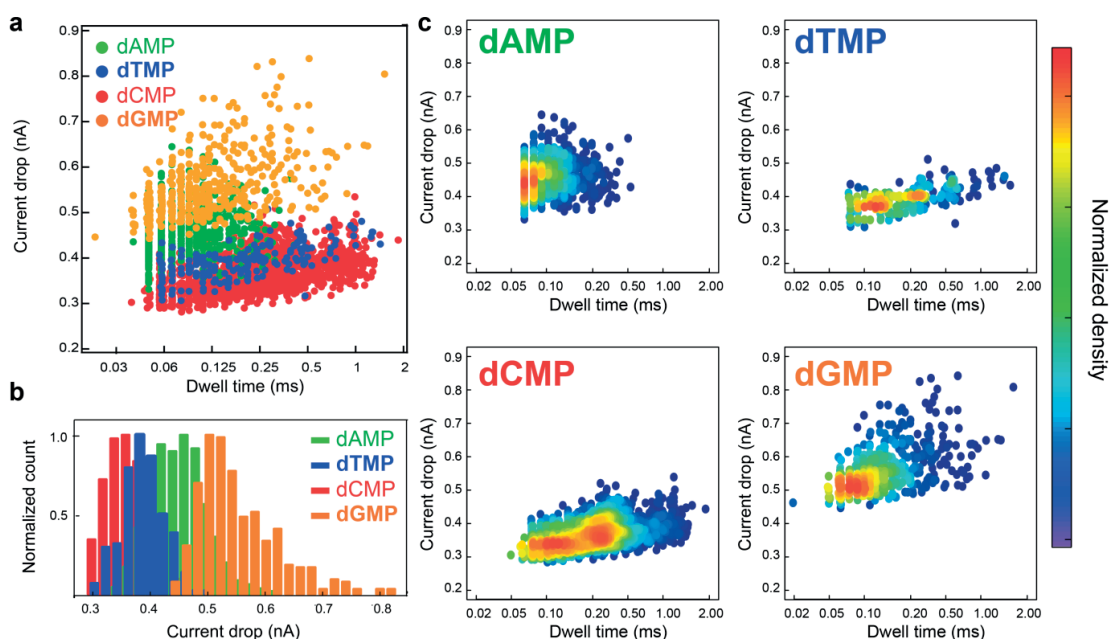 a
0.9
0.8
0.7
0.6
0.5
0.4
0.3
0.2
Current drop (nA)
dAMP
dTMP
dCMP
dGMP
0.03 0.06 0.125 0.25 0.5 1 2
Dwell time (ms)
b
1.0
0.5
Normalized count
dAMP
dTMP
dCMP
dGMP
0.3 0.4 0.5 0.6 0.7 0.8
Current drop (nA)
c
dAMP
0.9
0.8
0.7
0.6
0.5
0.4
0.3
0.2
Current drop (nA)
0.02 0.05 0.10 0.20 0.50 1.00 2.00
Dwell time (ms)
dTMP
0.9
0.8
0.7
0.6
0.5
0.4
0.3
0.2
Current drop (nA)
0.02 0.05 0.10 0.20 0.50 1.00 2.00
Dwell time (ms)
dCMP
0.9
0.8
0.7
0.6
0.5
0.4
0.3
0.2
Current drop (nA)
0.02 0.05 0.10 0.20 0.50 1.00 2.00
Dwell time (ms)
dGMP
0.9
0.8
0.7
0.6
0.5
0.4
0.3
0.2
Current drop (nA)
0.02 0.05 0.10 0.20 0.50 1.00 2.00
Dwell time (ms)
Normalized density